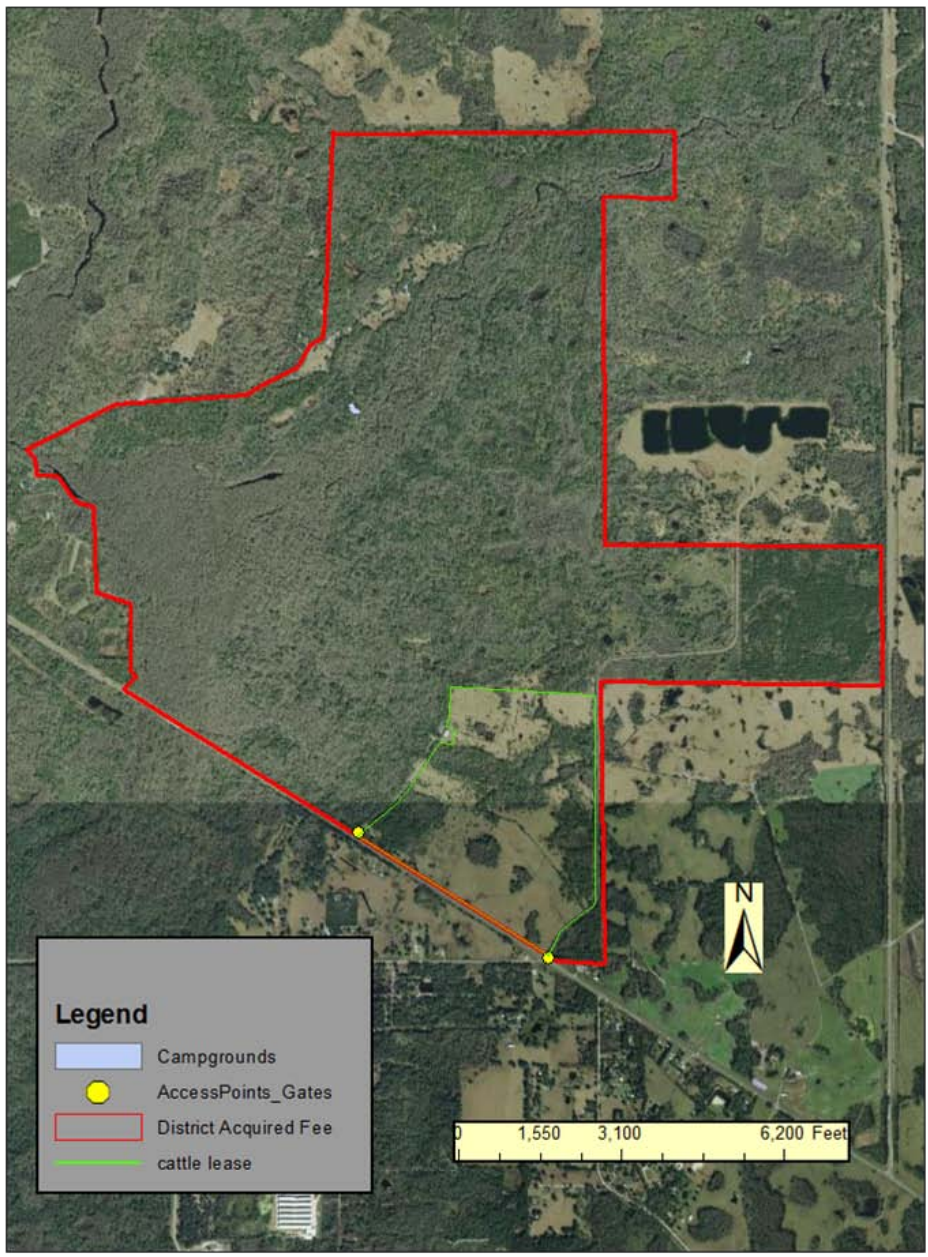 N
Legend
Campgrounds
AccessPoints_Gates
District Acquired Fee
cattle lease
0 1,550 3,100 6,200 Feet